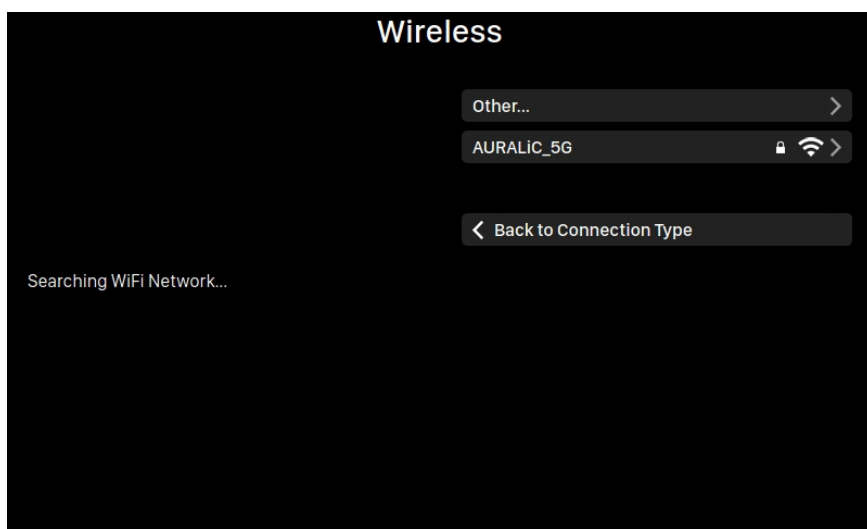 Wireless
Other...
AURALiC_5G
Back to Connection Type
Searching WiFi Network...